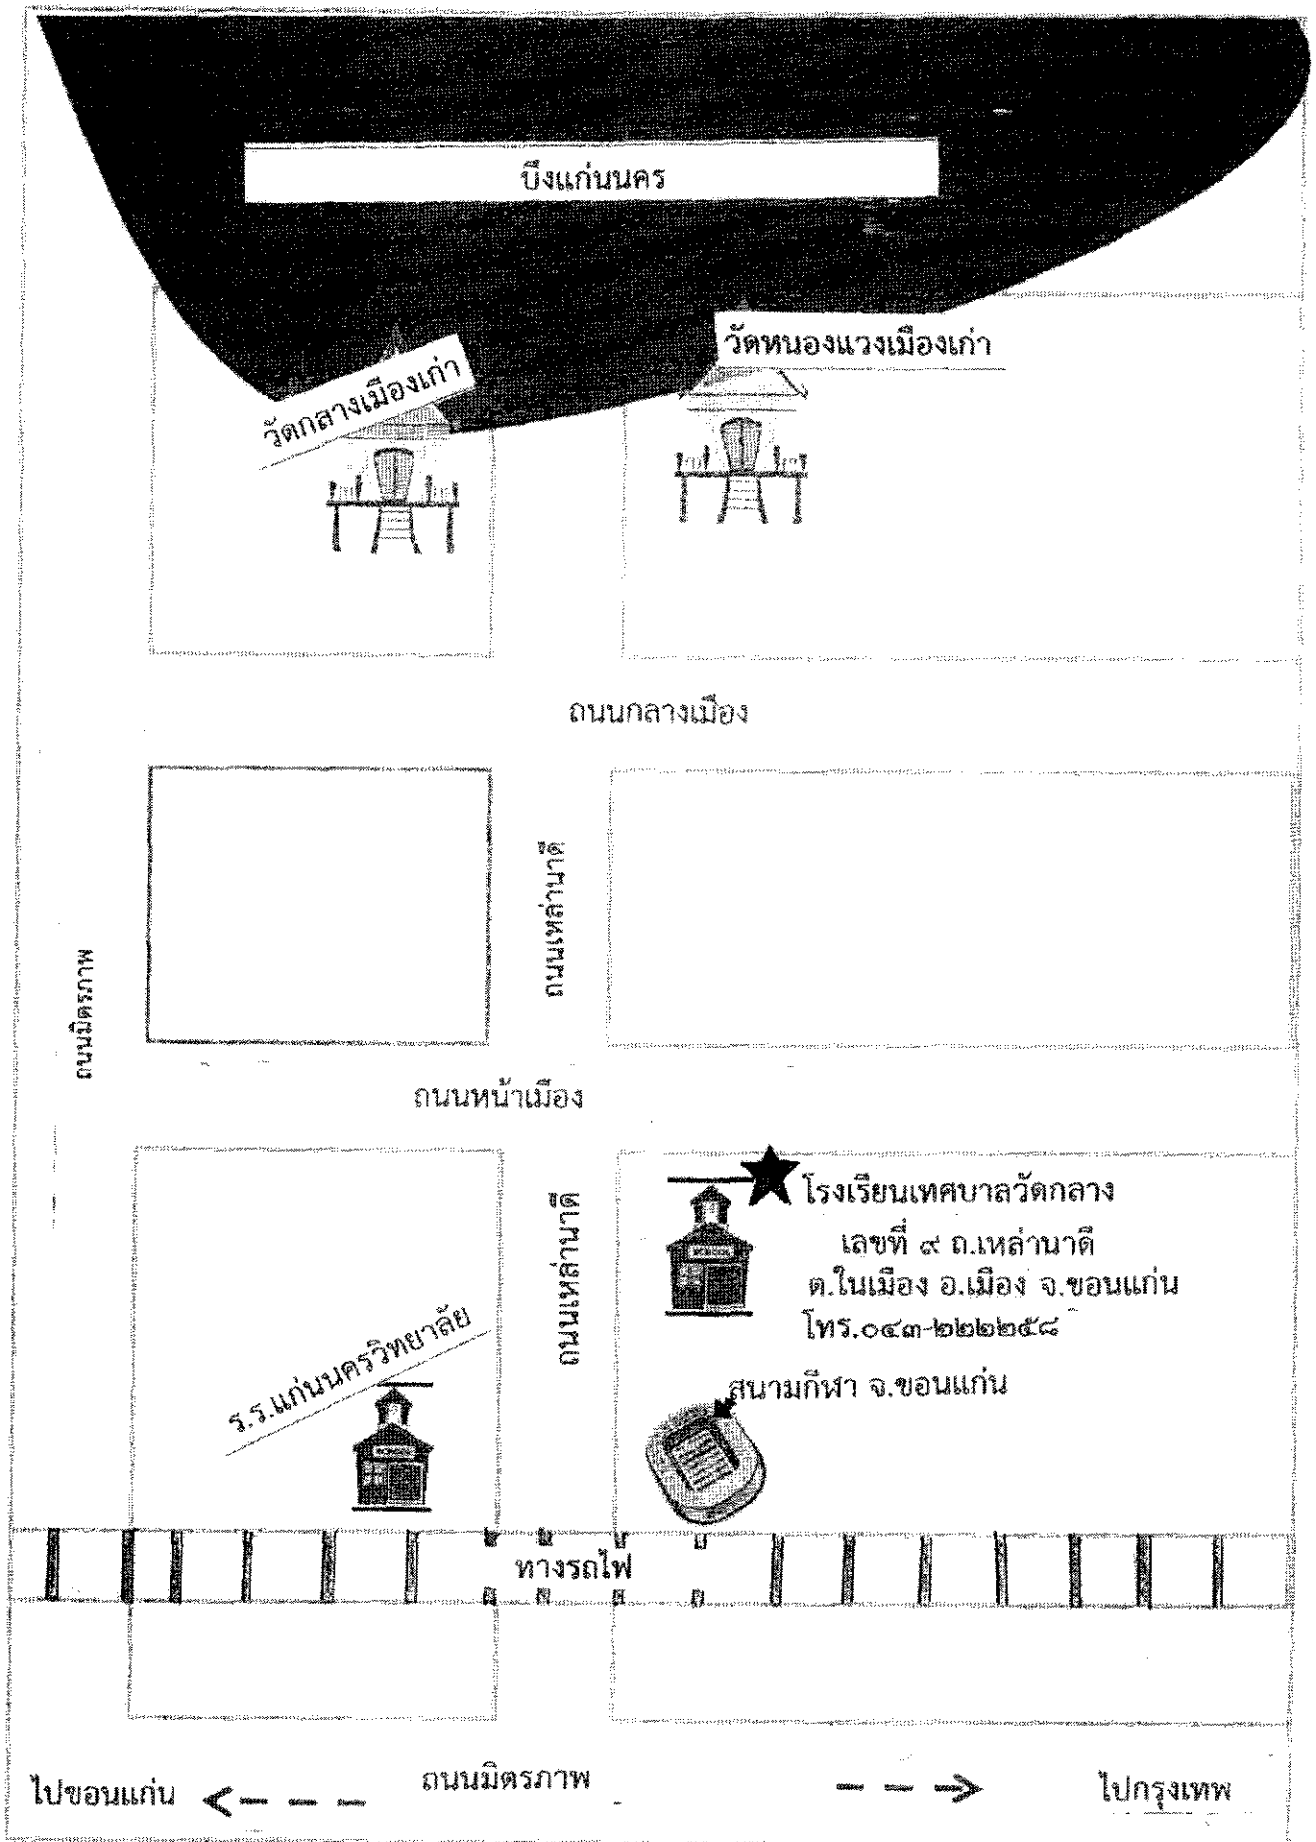 บึงแก่นนคร
วัดหนองแวงเมืองเก่า
วัดกลางเมืองเก่า
ถนนกลางเมือง
ถนนเหล่านาดี
ถนนมิตรภาพ
ถนนหน้าเมือง
โรงเรียนเทศบาลวัดกลาง
เลขที่ ๙ ถ.เหล่านาดี
ต.ในเมือง อ.เมือง จ.ขอนแก่น
โทร.๐๔๓-๒๒๒๒๕๘
ถนนเหล่านาดี
ร.ร.แก่นนครวิทยาลัย
สนามกีฬา จ.ขอนแก่น
ทางรถไฟ
ไปขอนแก่น
ถนนมิตรภาพ
ไปกรุงเทพ